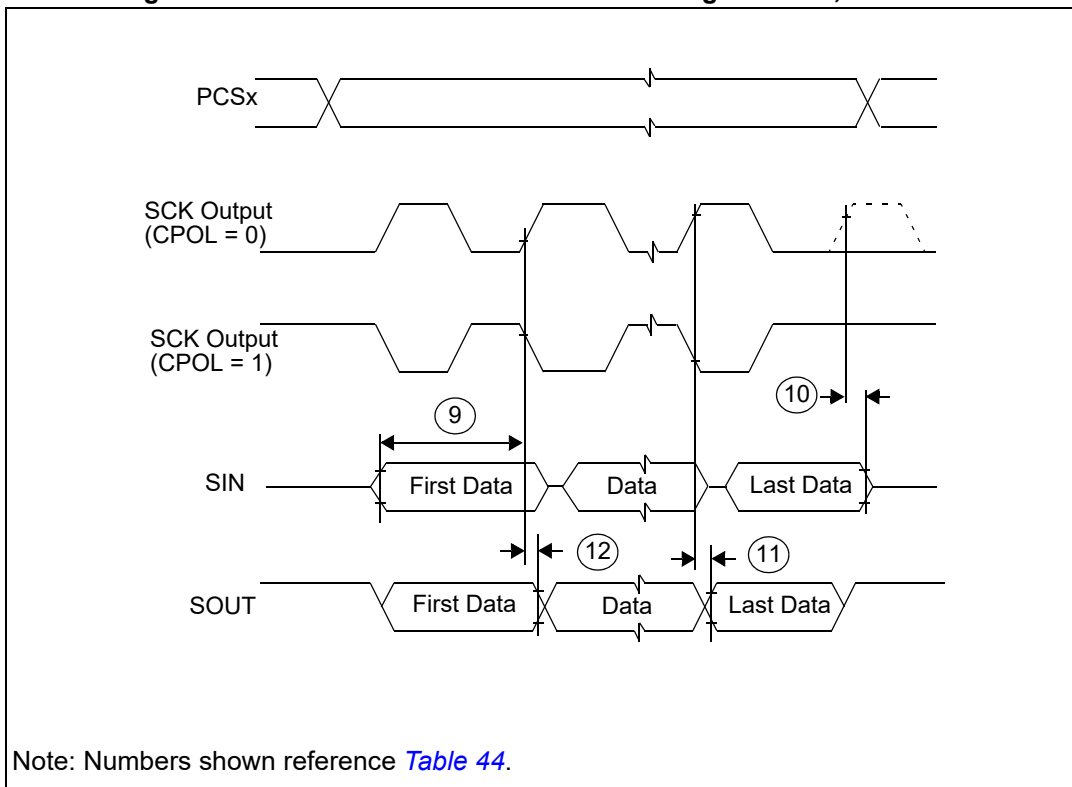 PCSx
SCK Output
(CPOL = 0)
SCK Output
(CPOL = 1)
10
9
SIN
First Data
Data
Last Data
12
11
SOUT
First Data
Data
Last Data
Note: Numbers shown reference Table 44.